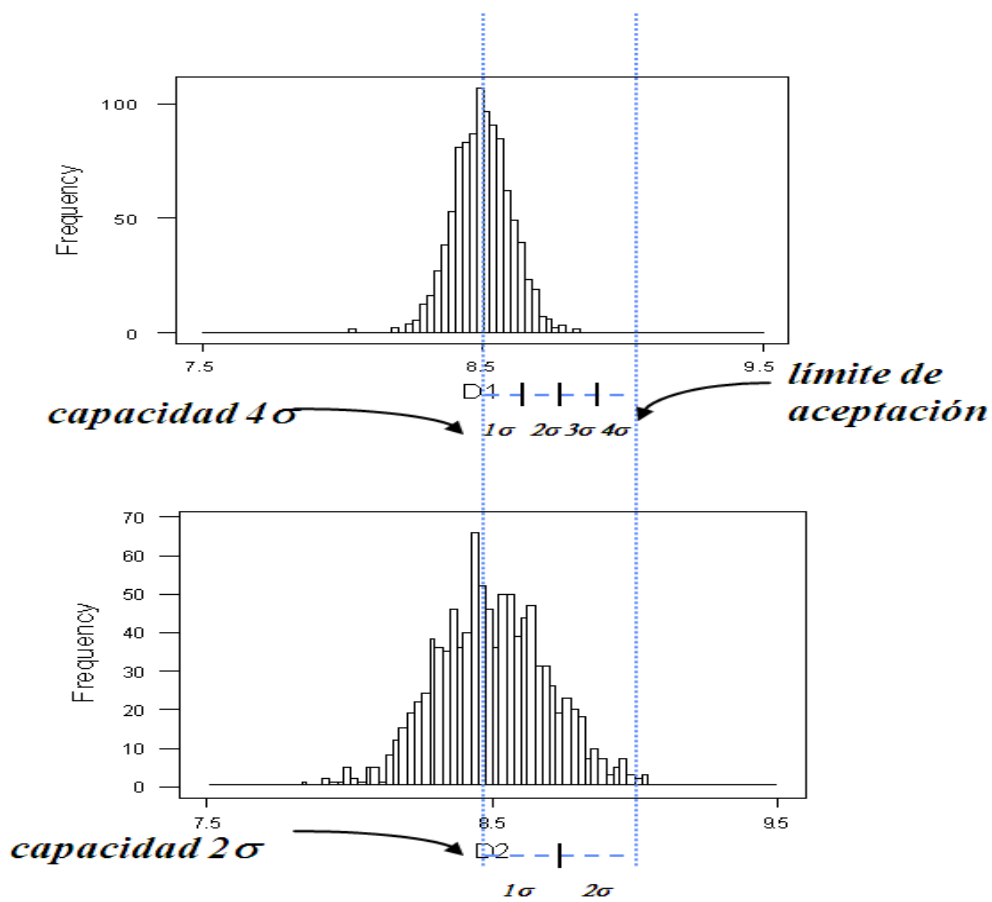 100
50
0
Frequency
7.5
8.5
9.5
D1
límite de
aceptación
capacidad 4σ
1σ 2σ 3σ 4σ
70
60
50
40
30
20
10
0
Frequency
7.5
8.5
9.5
capacidad 2σ
D2
1σ 2σ